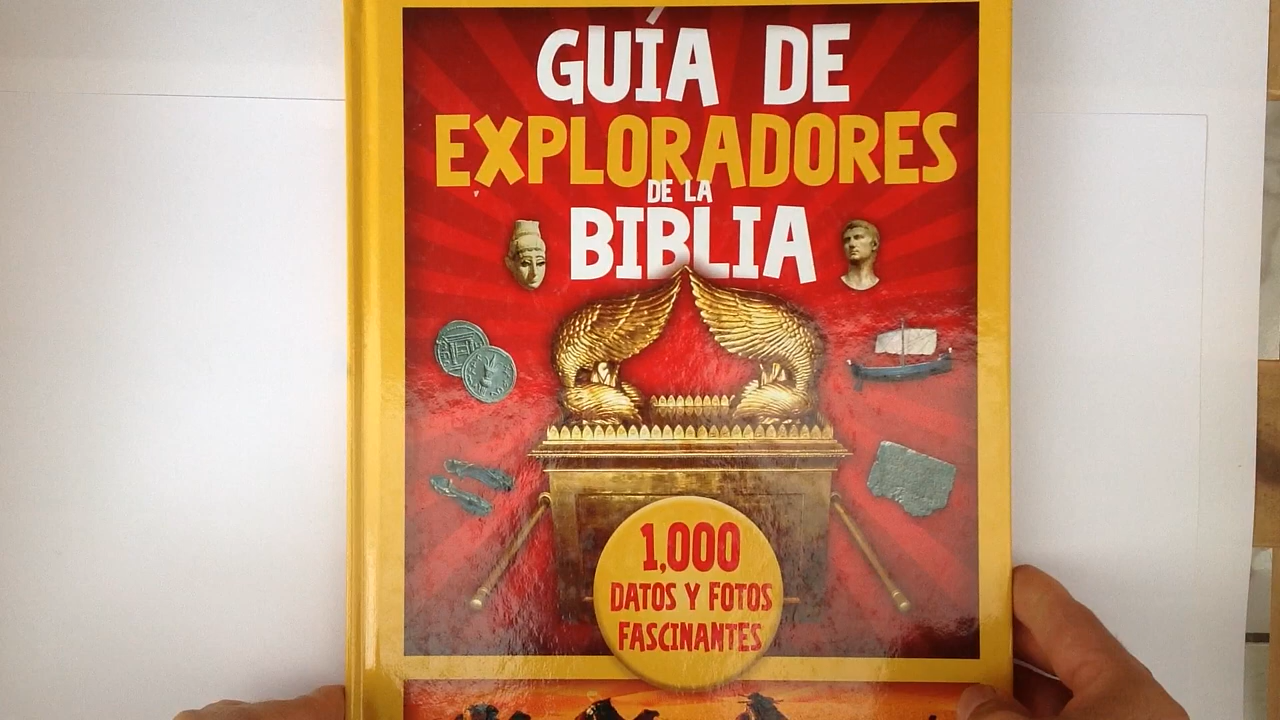 GUÍA DE
EXPLORADORES
DE LA
BIBLIA
1,000
DATOS Y FOTOS
FASCINANTES